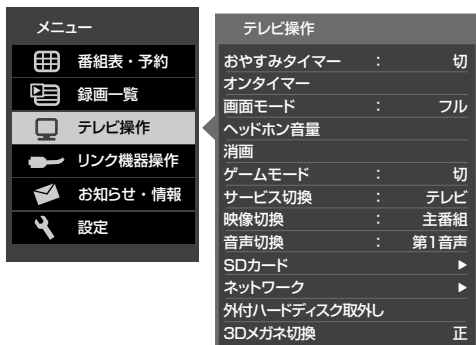 メニュー
番組表・予約
録画一覧
テレビ操作
リンク機器操作
お知らせ・情報
設定
テレビ操作
おやすみタイマー : 切
オンタイマー
画面モード : フル
ヘッドホン音量
消画
ゲームモード : 切
サービス切換 : テレビ
映像切換 : 主番組
音声切換 : 第1音声
SDカード ▶
ネットワーク ▶
外付ハードディスク取外し
3Dメガネ切換 正